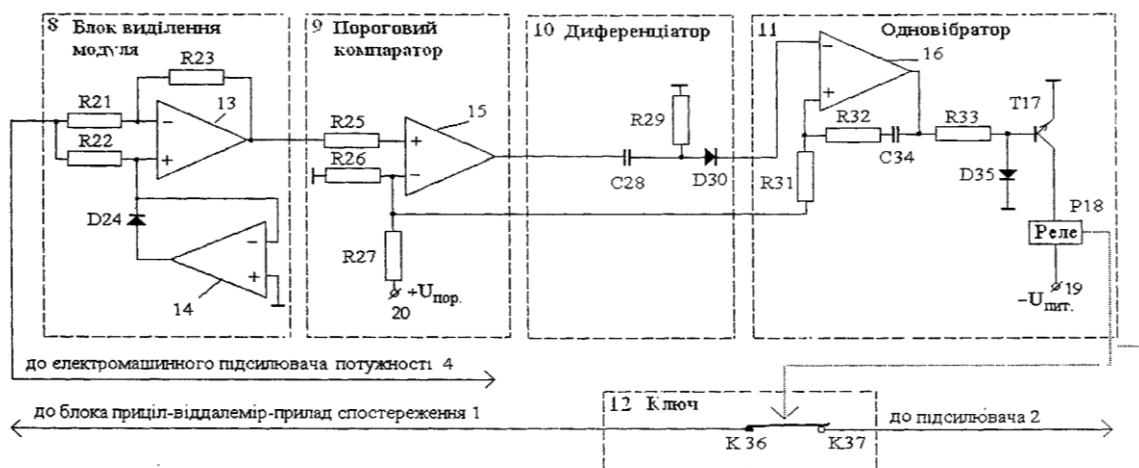 8 Блок виділення модуля
R23
R21
13
R22
D24
14
9 Пороговий компаратор
15
R25
R26
R27
+Uпор.
20
10 Диференціатор
R29
C28
D30
11 Одновібратор
16
R32
R33
T17
C34
R31
D35
P18
Реле
19
−Uпит.
до електромашинного підсилювача потужності 4
до блока приціл-віддалемір-прилад спостереження 1
12 Ключ
до підсилювача 2
K36
K37